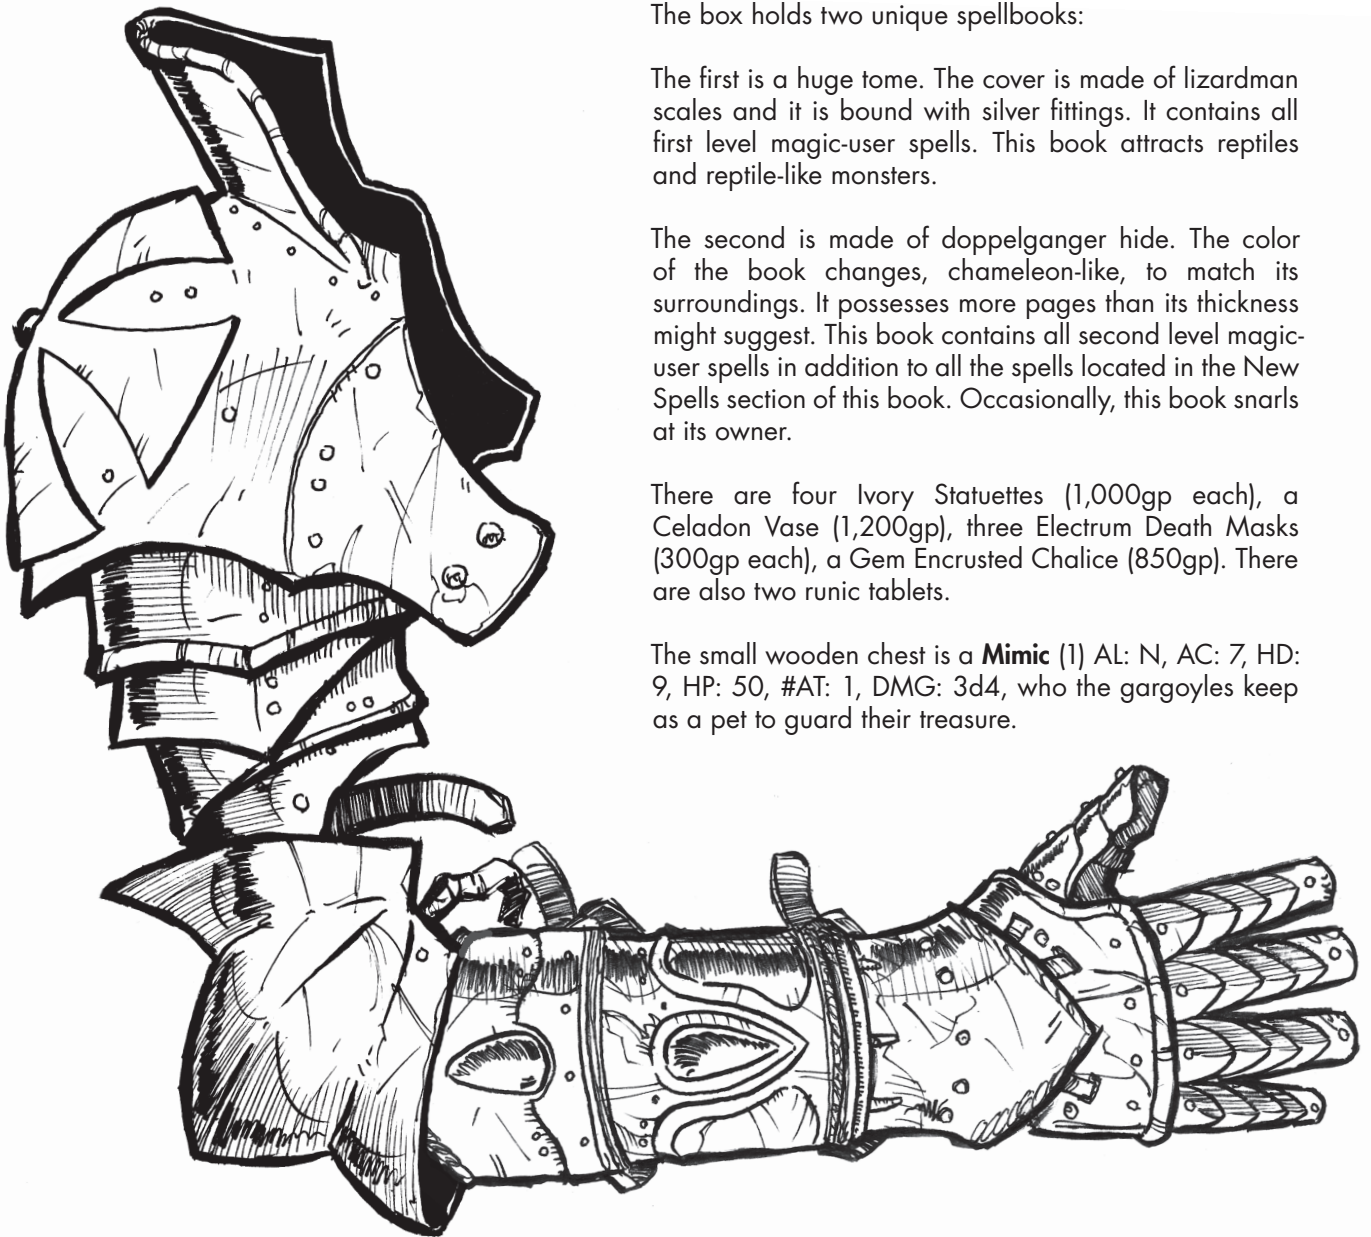 The box holds two unique spellbooks:
The first is a huge tome. The cover is made of lizardman
scales and it is bound with silver fittings. It contains all
first level magic-user spells. This book attracts reptiles
and reptile-like monsters.
The second is made of doppelganger hide. The color
of the book changes, chameleon-like, to match its
surroundings. It possesses more pages than its thickness
might suggest. This book contains all second level magic-
user spells in addition to all the spells located in the New
Spells section of this book. Occasionally, this book snarls
at its owner.
There are four Ivory Statuettes (1,000gp each), a
Celadon Vase (1,200gp), three Electrum Death Masks
(300gp each), a Gem Encrusted Chalice (850gp). There
are also two runic tablets.
The small wooden chest is a Mimic (1) AL: N, AC: 7, HD:
9, HP: 50, #AT: 1, DMG: 3d4, who the gargoyles keep
as a pet to guard their treasure.